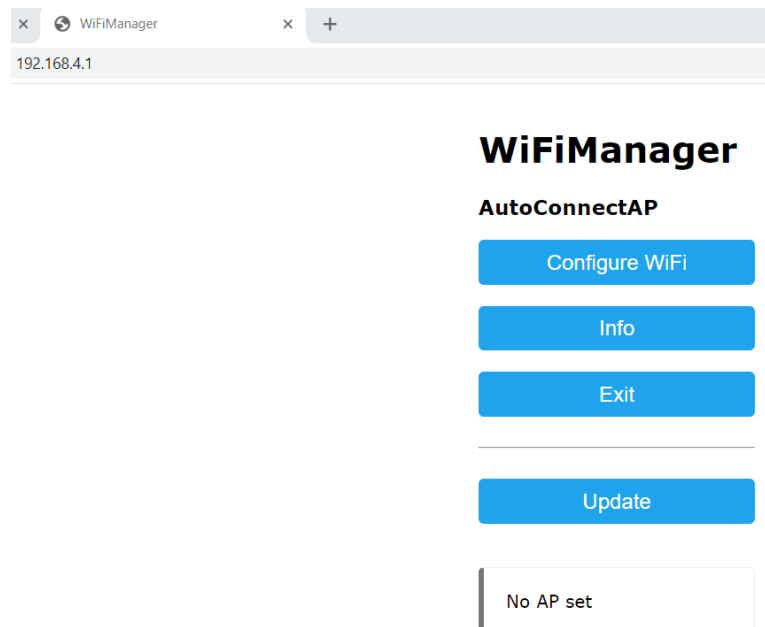 WiFiManager
192.168.4.1
WiFiManager
AutoConnectAP
Configure WiFi
Info
Exit
Update
No AP set